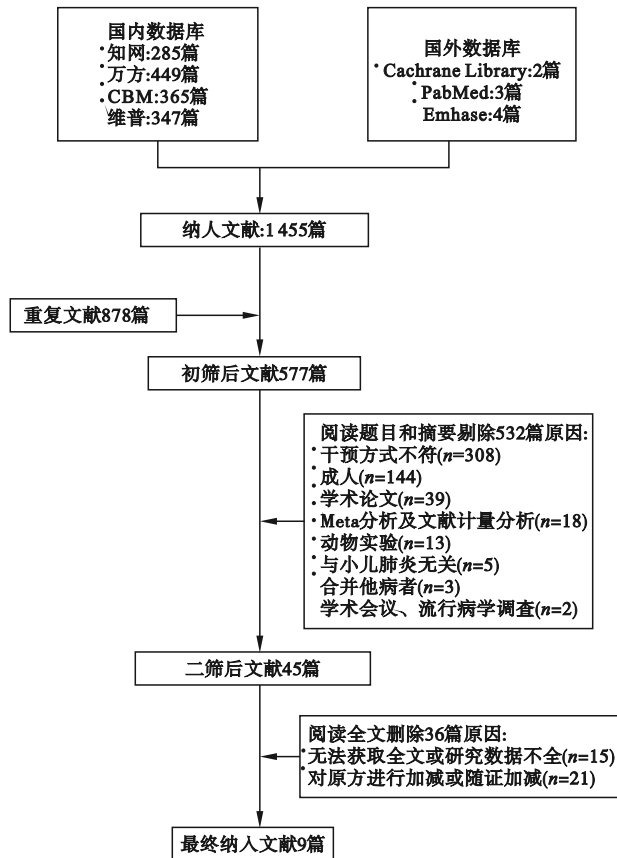 国内数据库
知网:285篇
万方:449篇
CBM:365篇
维普:347篇
国外数据库
Cachrane Library:2篇
PabMed:3篇
Emhase:4篇
纳人文献:1 455篇
重复文献878篇
初筛后文献577篇
阅读题目和摘要剔除532篇原因:
干预方式不符(n=308)
成人(n=144)
学术论文(n=39)
Meta分析及文献计量分析(n=18)
动物实验(n=13)
与小儿肺炎无关(n=5)
合并他病者(n=3)
学术会议、流行病学调查(n=2)
二筛后文献45篇
阅读全文删除36篇原因:
无法获取全文或研究数据不全(n=15)
对原方进行加减或随证加减(n=21)
最终纳入文献9篇